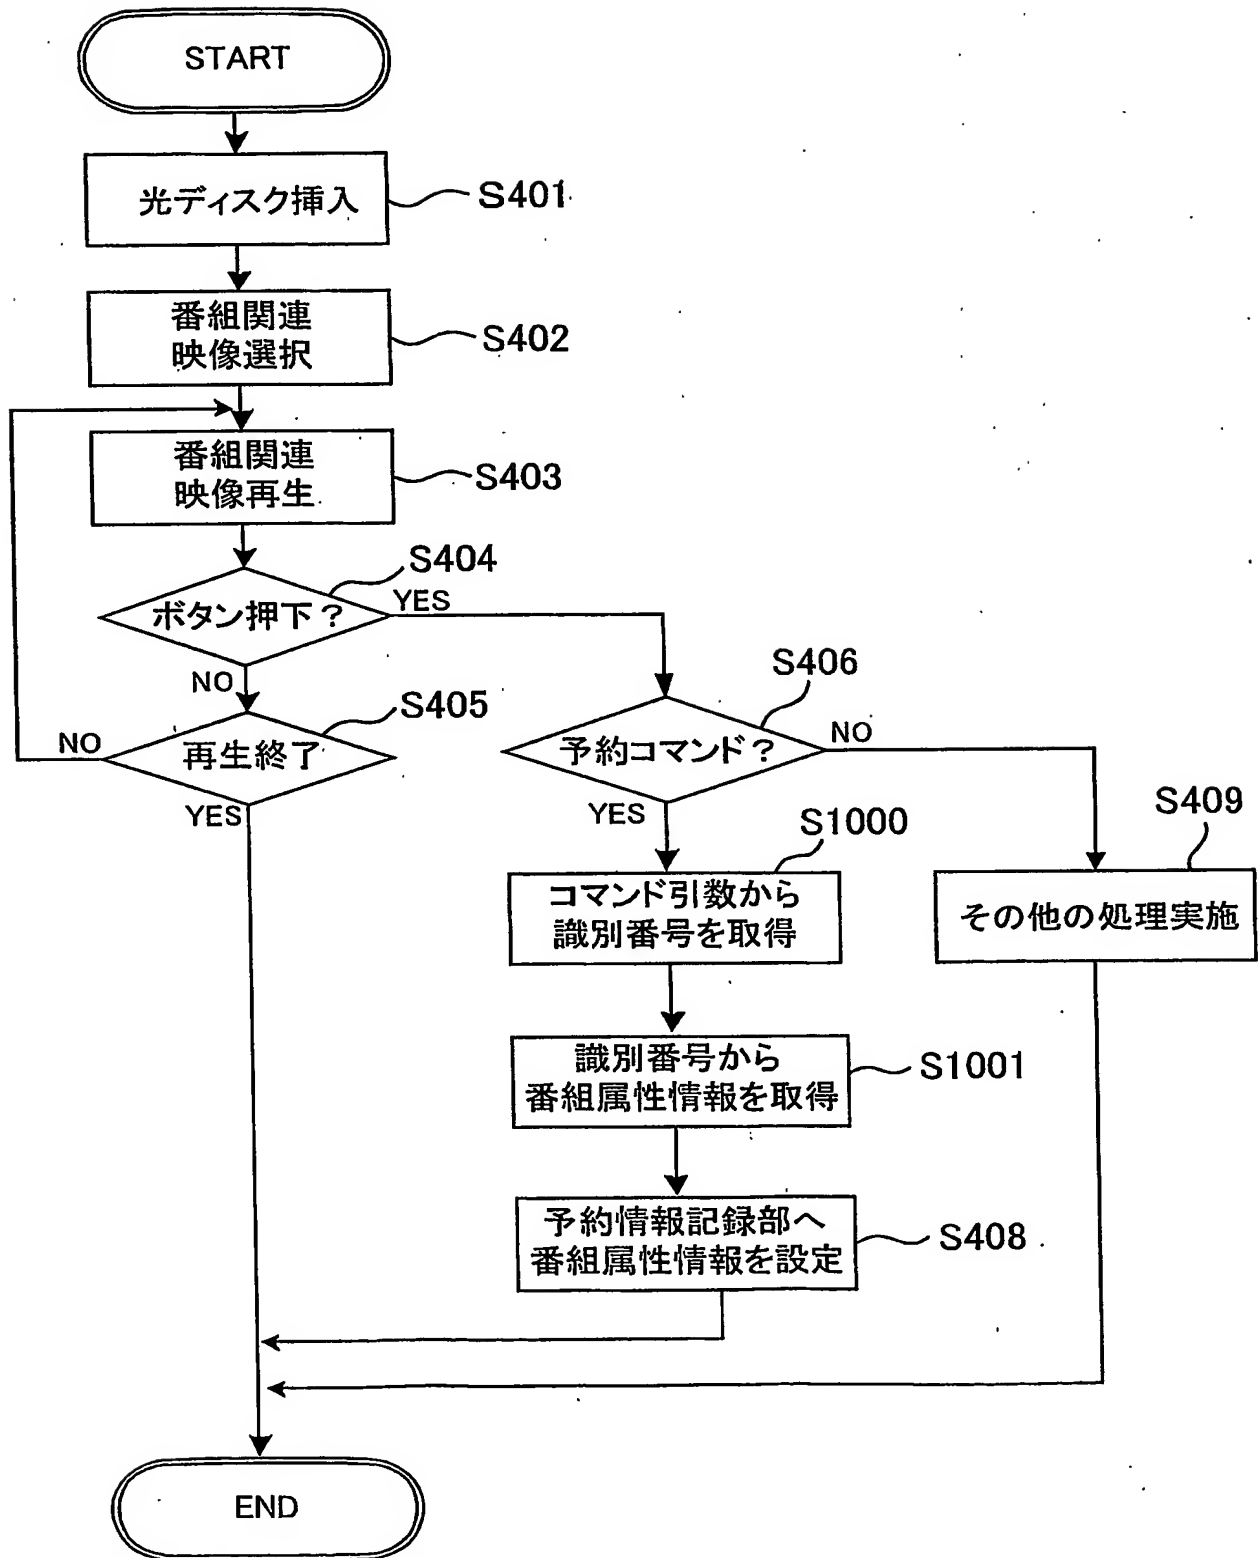 START
光ディスク挿入
S401
番組関連
映像選択
S402
番組関連
映像再生
S403
S404
ボタン押下？
YES
NO
S405
再生終了
NO
YES
S406
予約コマンド？
NO
YES
S409
その他の処理実施
S1000
コマンド引数から
識別番号を取得
識別番号から
番組属性情報を取得
S1001
予約情報記録部へ
番組属性情報を設定
S408
END